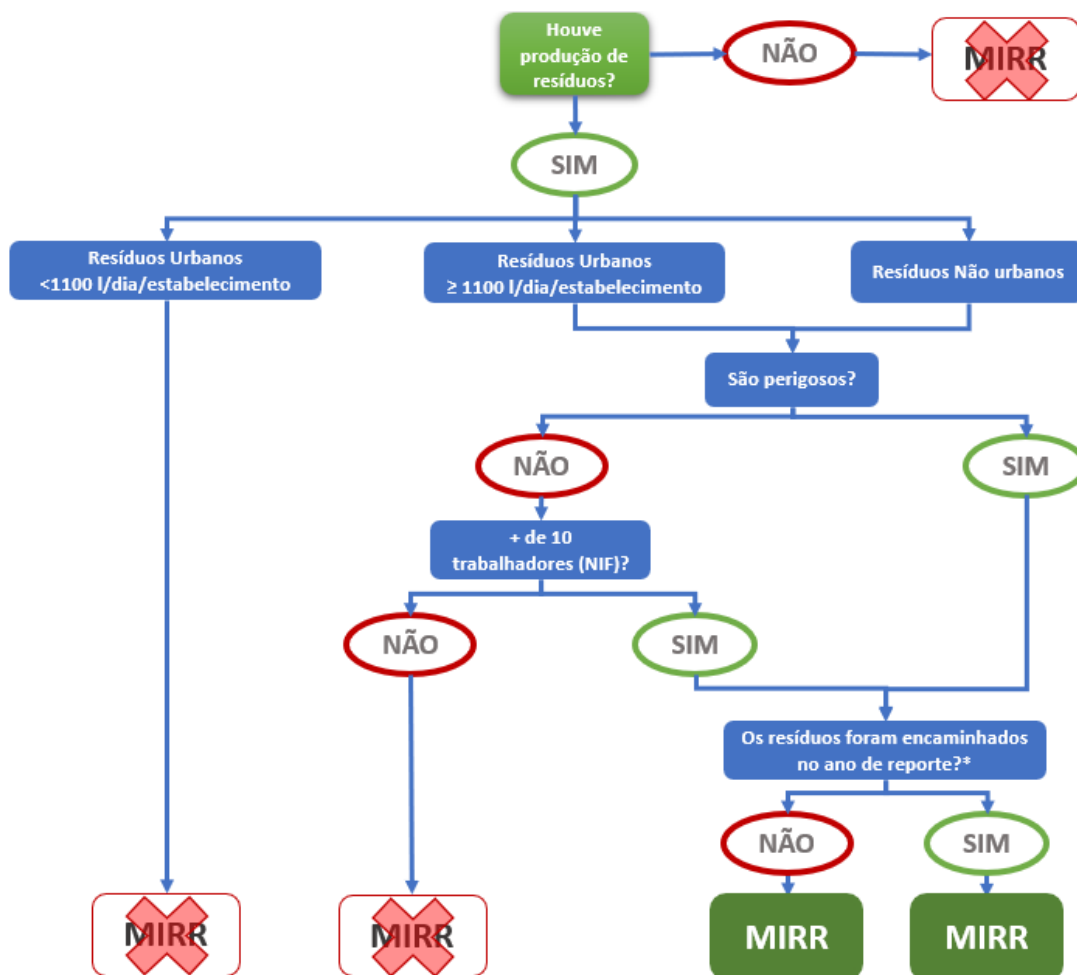 Houve
produção de
resíduos?
NÃO
MIRR
SIM
Resíduos Urbanos
<1100 l/dia/estabelecimento
Resíduos Urbanos
≥ 1100 l/dia/estabelecimento
Resíduos Não urbanos
São perigosos?
NÃO
SIM
+ de 10
trabalhadores (NIF)?
NÃO
SIM
Os resíduos foram encaminhados
no ano de reporte?*
NÃO
SIM
MIRR
MIRR
MIRR
MIRR